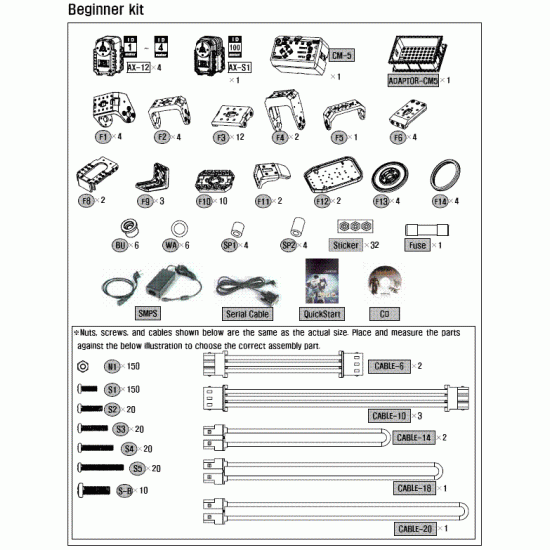 Beginner kit
ID 1 - ID 4
AX-12 × 4
ID 100
AX-S1 × 1
CM-5 × 1
ADAPTOR-CM5 × 1
F1 × 4
F2 × 4
F3 × 12
F4 × 2
F5 × 1
F6 × 4
F8 × 2
F9 × 3
F10 × 10
F11 × 2
F12 × 2
F13 × 4
F14 × 4
BU × 6
WA × 6
SP1 × 4
SP2 × 4
Sticker × 32
Fuse × 1
SMPS
Serial Cable
QuickStart
CD
※Nuts, screws, and cables shown below are the same as the actual size. Place and measure the parts
against the below illustration to choose the correct assembly part.
N1 × 150
S1 × 150
S2 × 20
S3 × 20
S4 × 20
S5 × 20
S-B × 10
CABLE-6 × 2
CABLE-10 × 3
CABLE-14 × 2
CABLE-18 × 1
CABLE-20 × 1